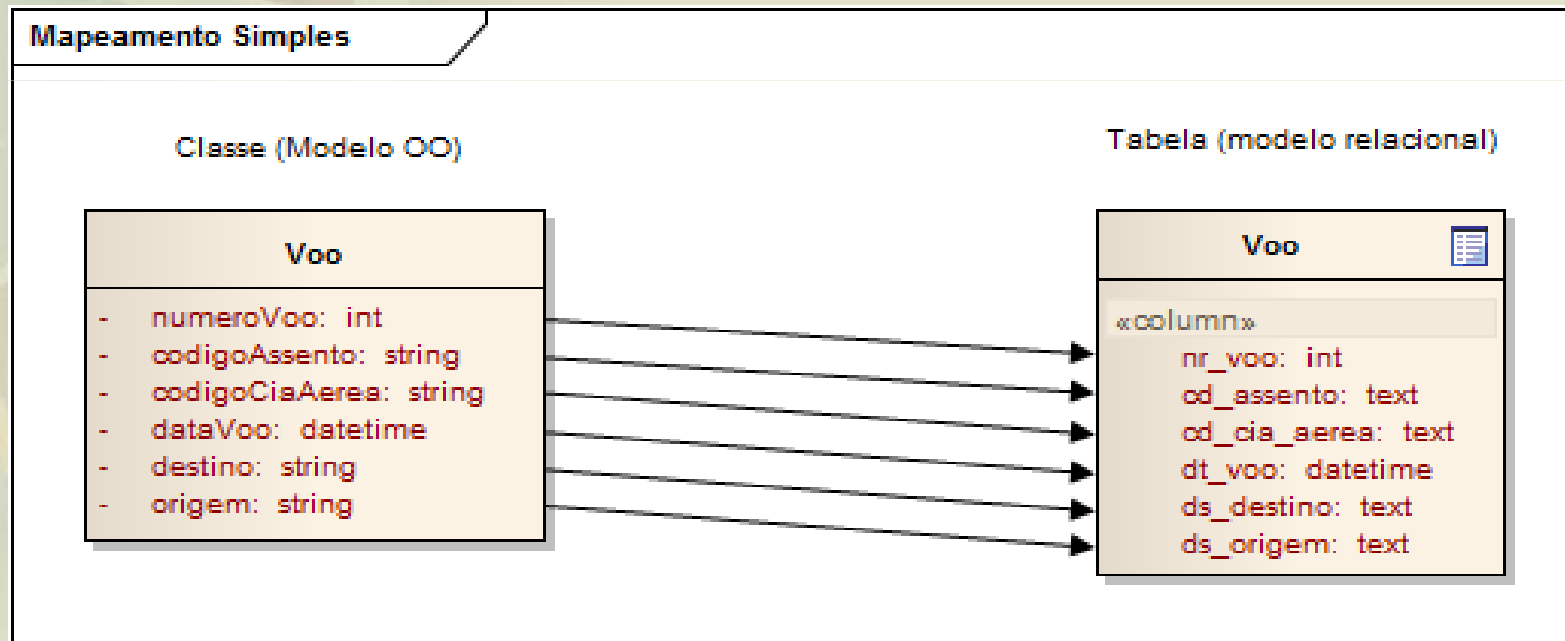 Mapeamento Simples
Classe (Modelo OO)
Tabela (modelo relacional)
Voo
- numeroVoo: int
- codigoAssento: string
- codigoCiaAerea: string
- dataVoo: datetime
- destino: string
- origem: string
Voo
«column»
nr_voo: int
cd_assento: text
cd_cia_aerea: text
dt_voo: datetime
ds_destino: text
ds_origem: text